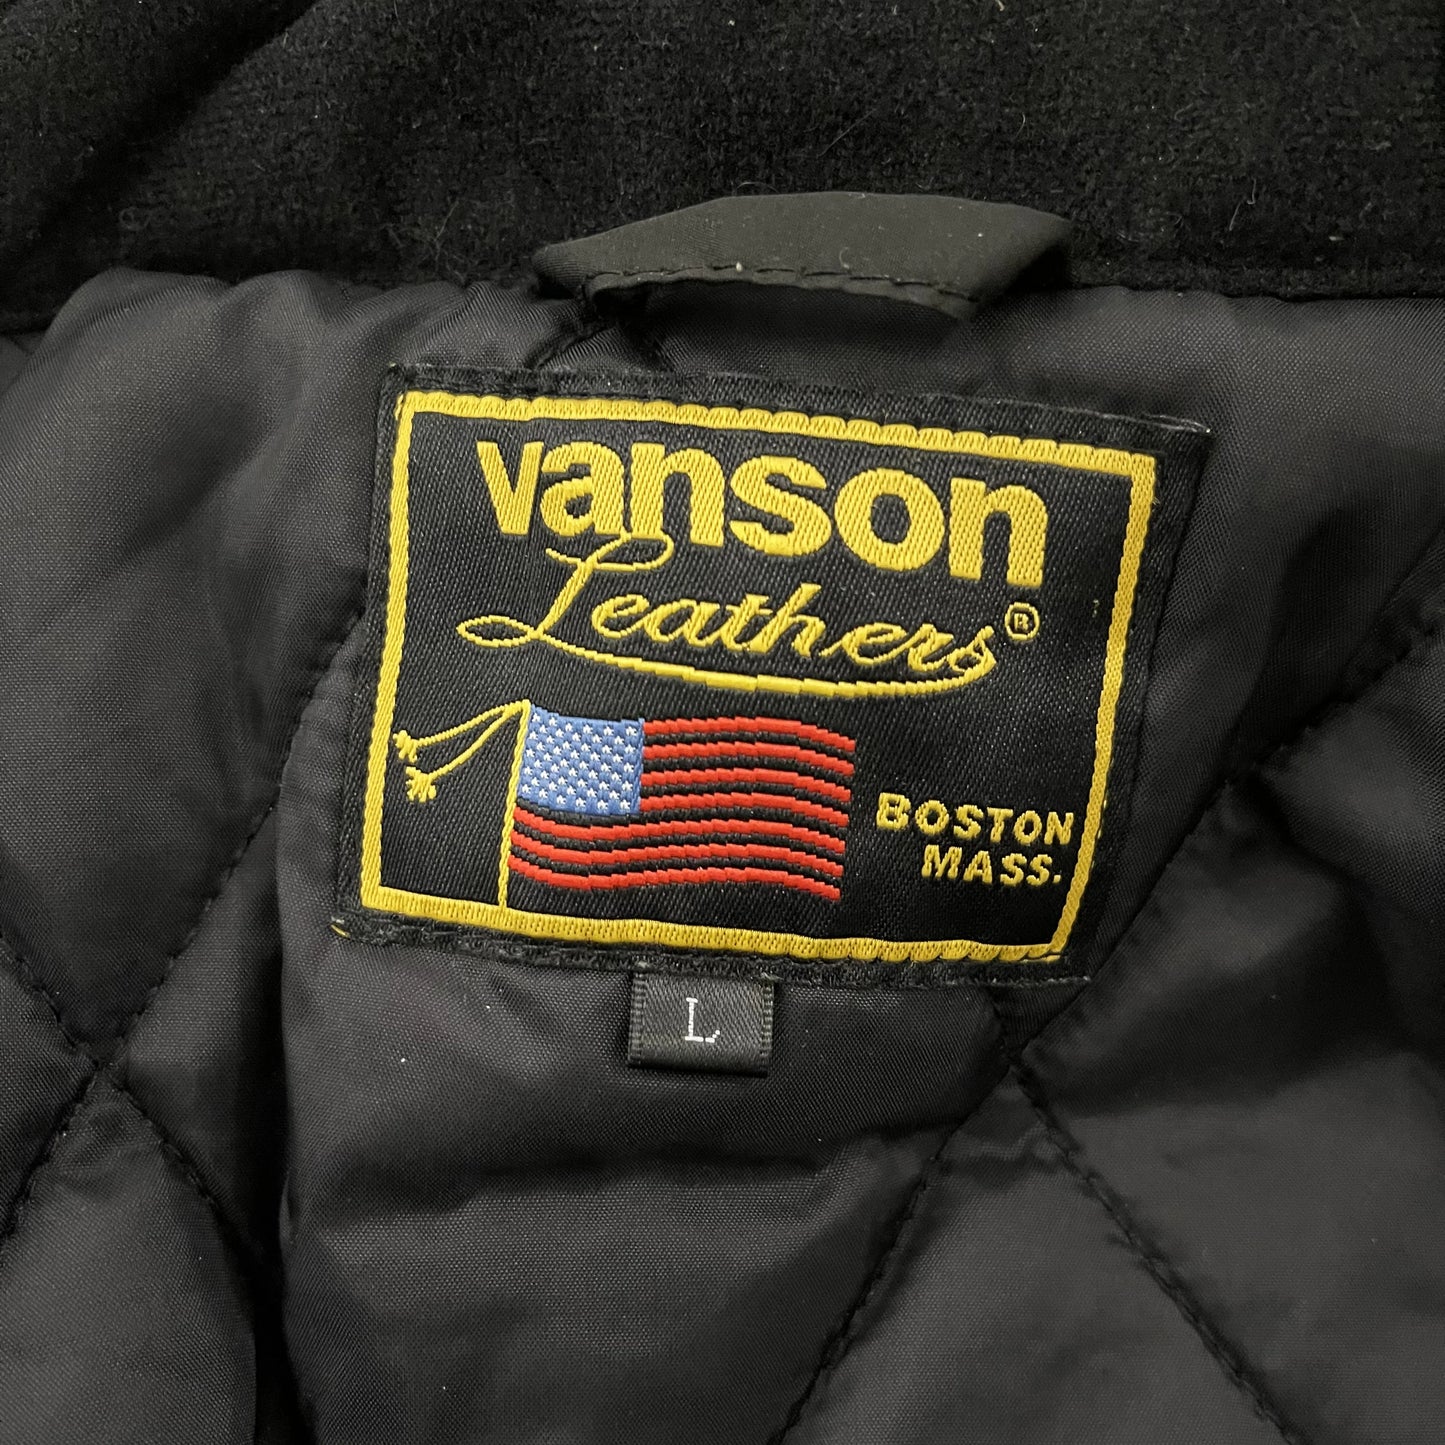 vanson
Leathers®
BOSTON
MASS.
L